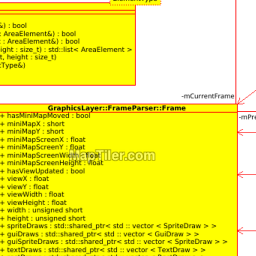 ElementType
&) : bool
AreaElement&) : bool
AreaElement&) : bool
eight : size_t) : std::list< AreaElement >
t, height : size_t)
tType&)
-mCurrentFrame
GraphicsLayer::FrameParser::Frame
-mPre
+ hasMiniMapMoved : bool
+ miniMapX : short
+ miniMapY : short
+ miniMapScreenX : float
+ miniMapScreenY : float
+ miniMapScreenWidth : float
+ miniMapScreenHeight : float
+ hasViewUpdated : bool
+ viewX : float
+ viewY : float
+ viewWidth : float
+ viewHeight : float
+ width : unsigned short
+ height : unsigned short
+ spriteDraws : std::shared_ptr< std :: vector < SpriteDraw > >
+ guiDraws : std::shared_ptr< std :: vector < GuiDraw > >
+ guiSpriteDraws : std::shared_ptr< std :: vector < SpriteDraw > >
+ textDraws : std::shared_ptr< std :: vector < TextDraw > >